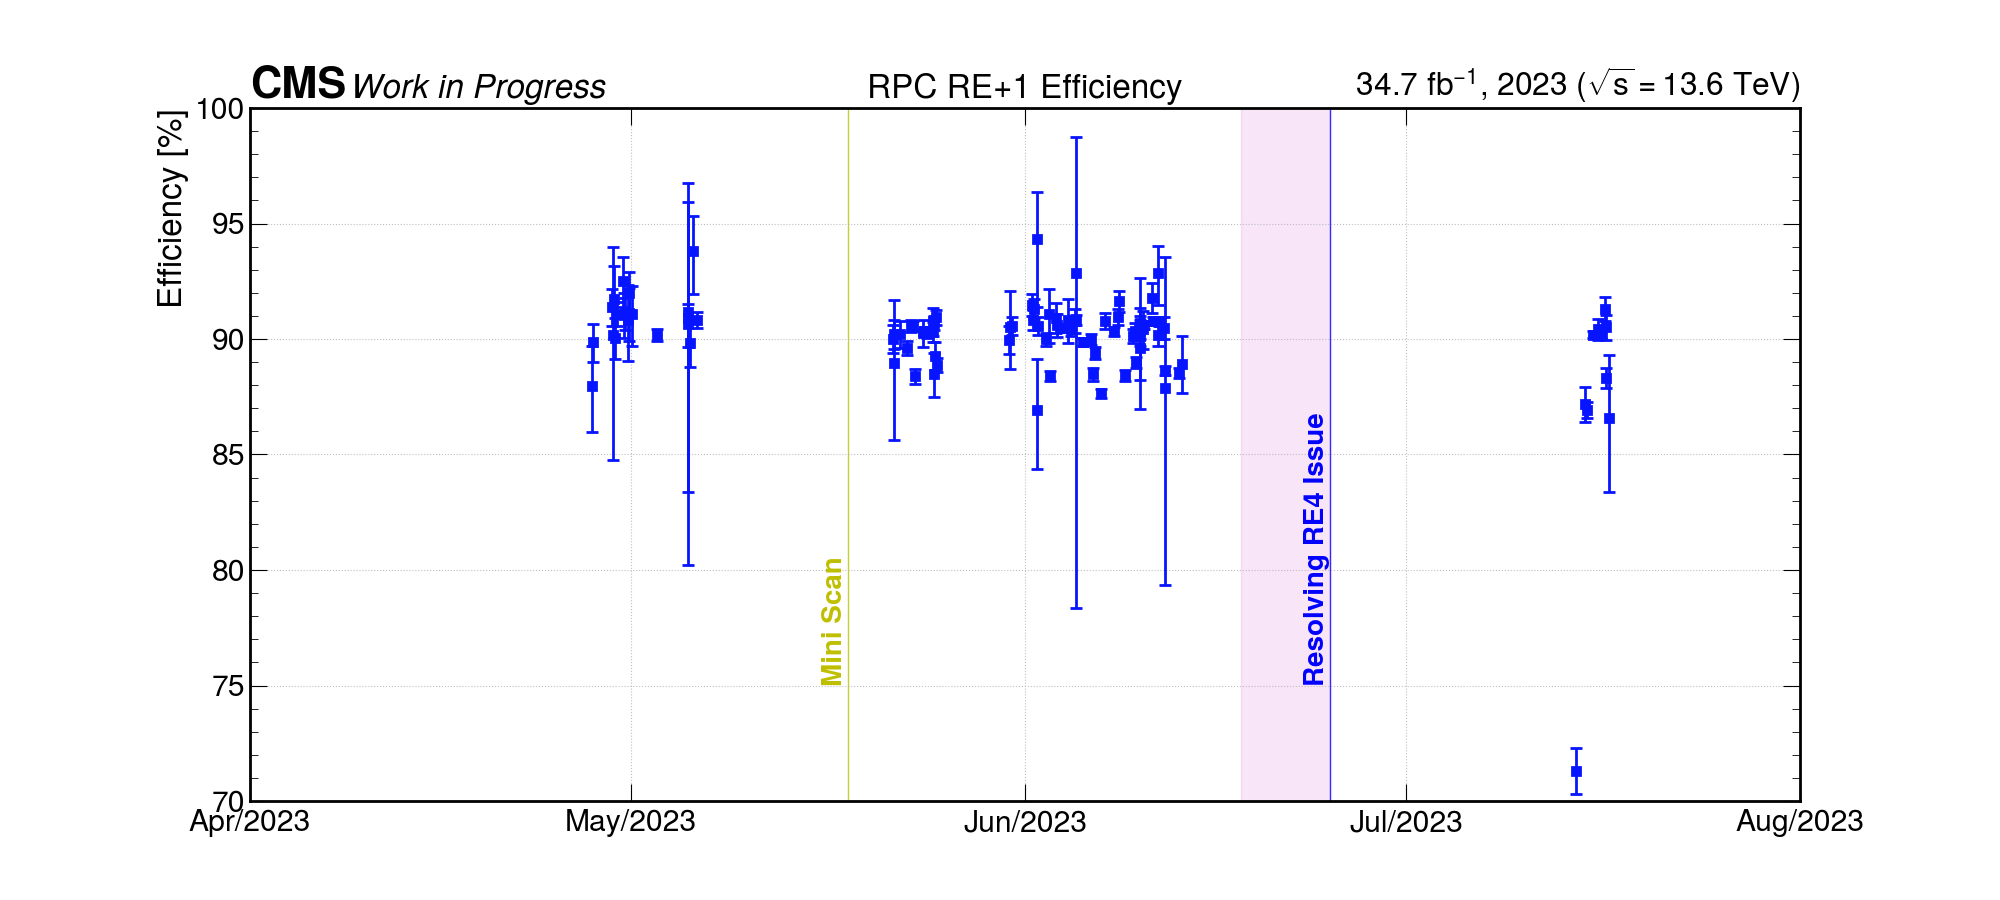 CMS Work in Progress
RPC RE+1 Efficiency
34.7 fb⁻¹, 2023 (√s = 13.6 TeV)
Efficiency [%]
100
95
90
85
80
75
70
Mini Scan
Resolving RE4 Issue
Apr/2023
May/2023
Jun/2023
Jul/2023
Aug/2023